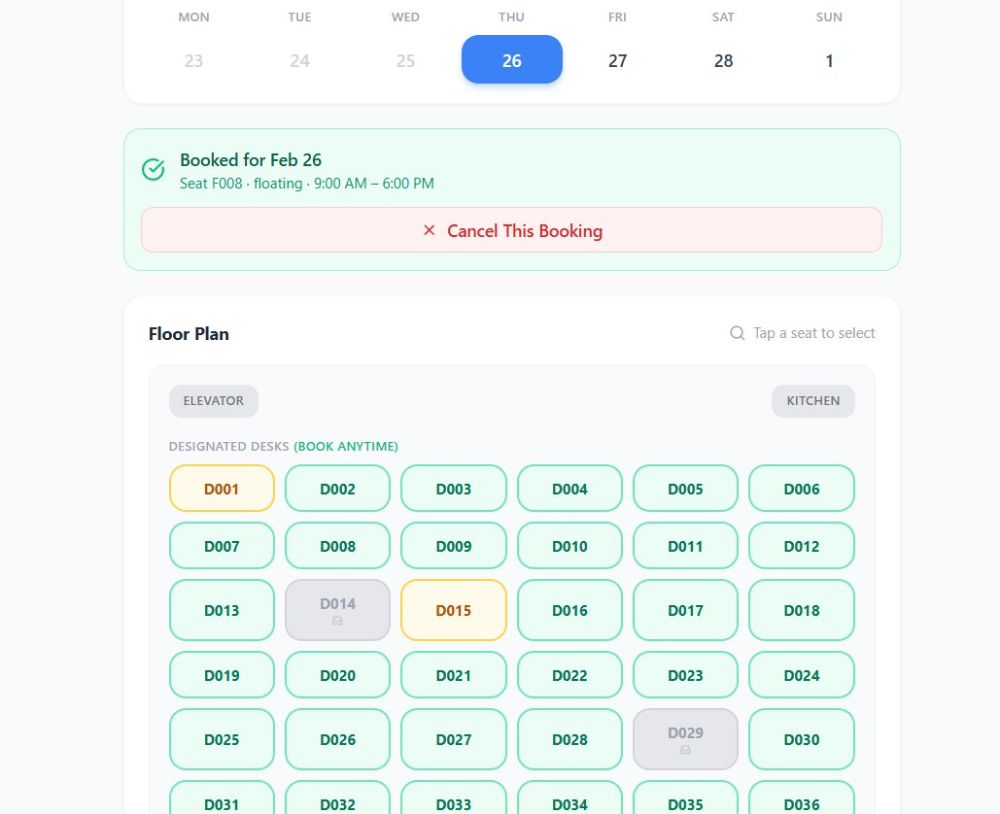 MON TUE WED THU FRI SAT SUN
23 24 25 26 27 28 1
Booked for Feb 26
Seat F008 · floating · 9:00 AM – 6:00 PM
Cancel This Booking
Floor Plan
Tap a seat to select
ELEVATOR
KITCHEN
DESIGNATED DESKS (BOOK ANYTIME)
D001 D002 D003 D004 D005 D006
D007 D008 D009 D010 D011 D012
D013 D014 D015 D016 D017 D018
D019 D020 D021 D022 D023 D024
D025 D026 D027 D028 D029 D030
D031 D032 D033 D034 D035 D036